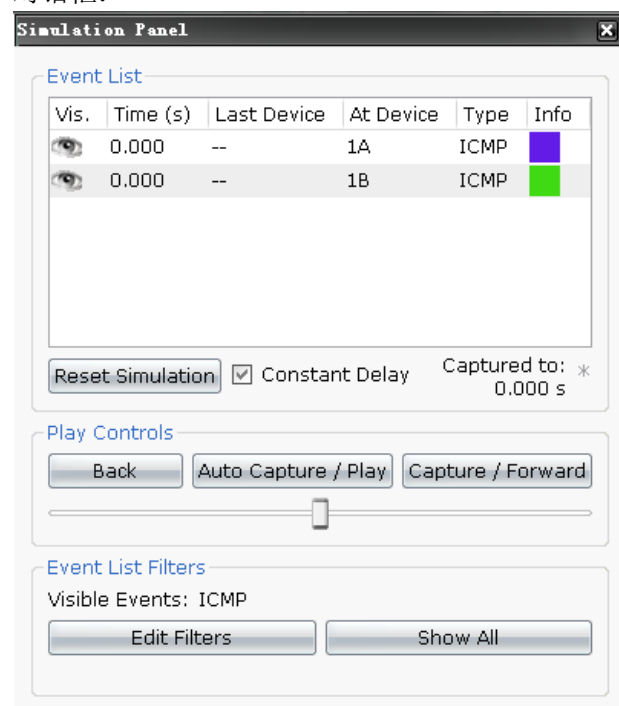 Simulation Panel
Event List
Vis. Time (s) Last Device At Device Type Info
0.000 -- 1A ICMP
0.000 -- 1B ICMP
Reset Simulation Constant Delay Captured to: *
0.000 s
Play Controls
Back Auto Capture / Play Capture / Forward
Event List Filters
Visible Events: ICMP
Edit Filters Show All